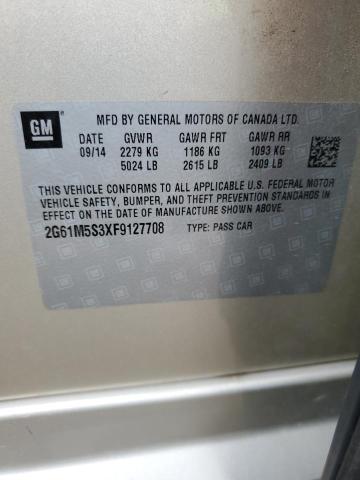 GM
MFD BY GENERAL MOTORS OF CANADA LTD.
DATE GVWR GAWR FRT GAWR RR
09/14 2279 KG 1186 KG 1093 KG
5024 LB 2615 LB 2409 LB
THIS VEHICLE CONFORMS TO ALL APPLICABLE U.S. FEDERAL MOTOR
VEHICLE SAFETY, BUMPER, AND THEFT PREVENTION STANDARDS IN
EFFECT ON THE DATE OF MANUFACTURE SHOWN ABOVE.
2G61M5S3XF9127708 TYPE: PASS CAR